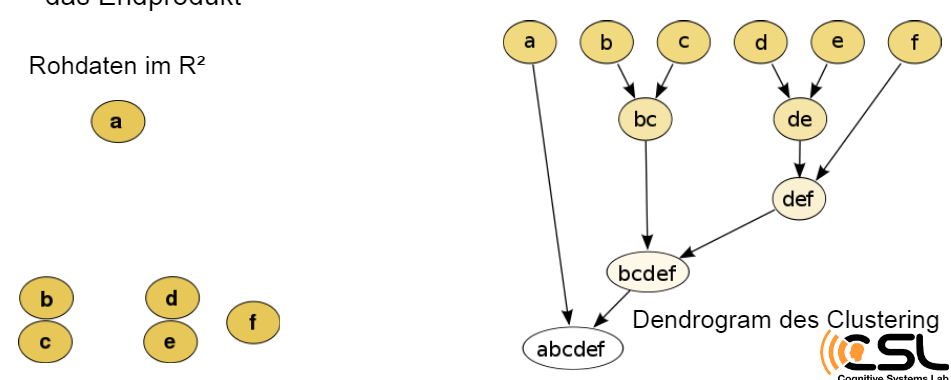 das Endprodukt
Rohdaten im R²
a
b
d
f
c
e
a b c d e f
bc de
def
bcdef
abcdef
Dendrogram des Clustering
CSL
Cognitive Systems Lab